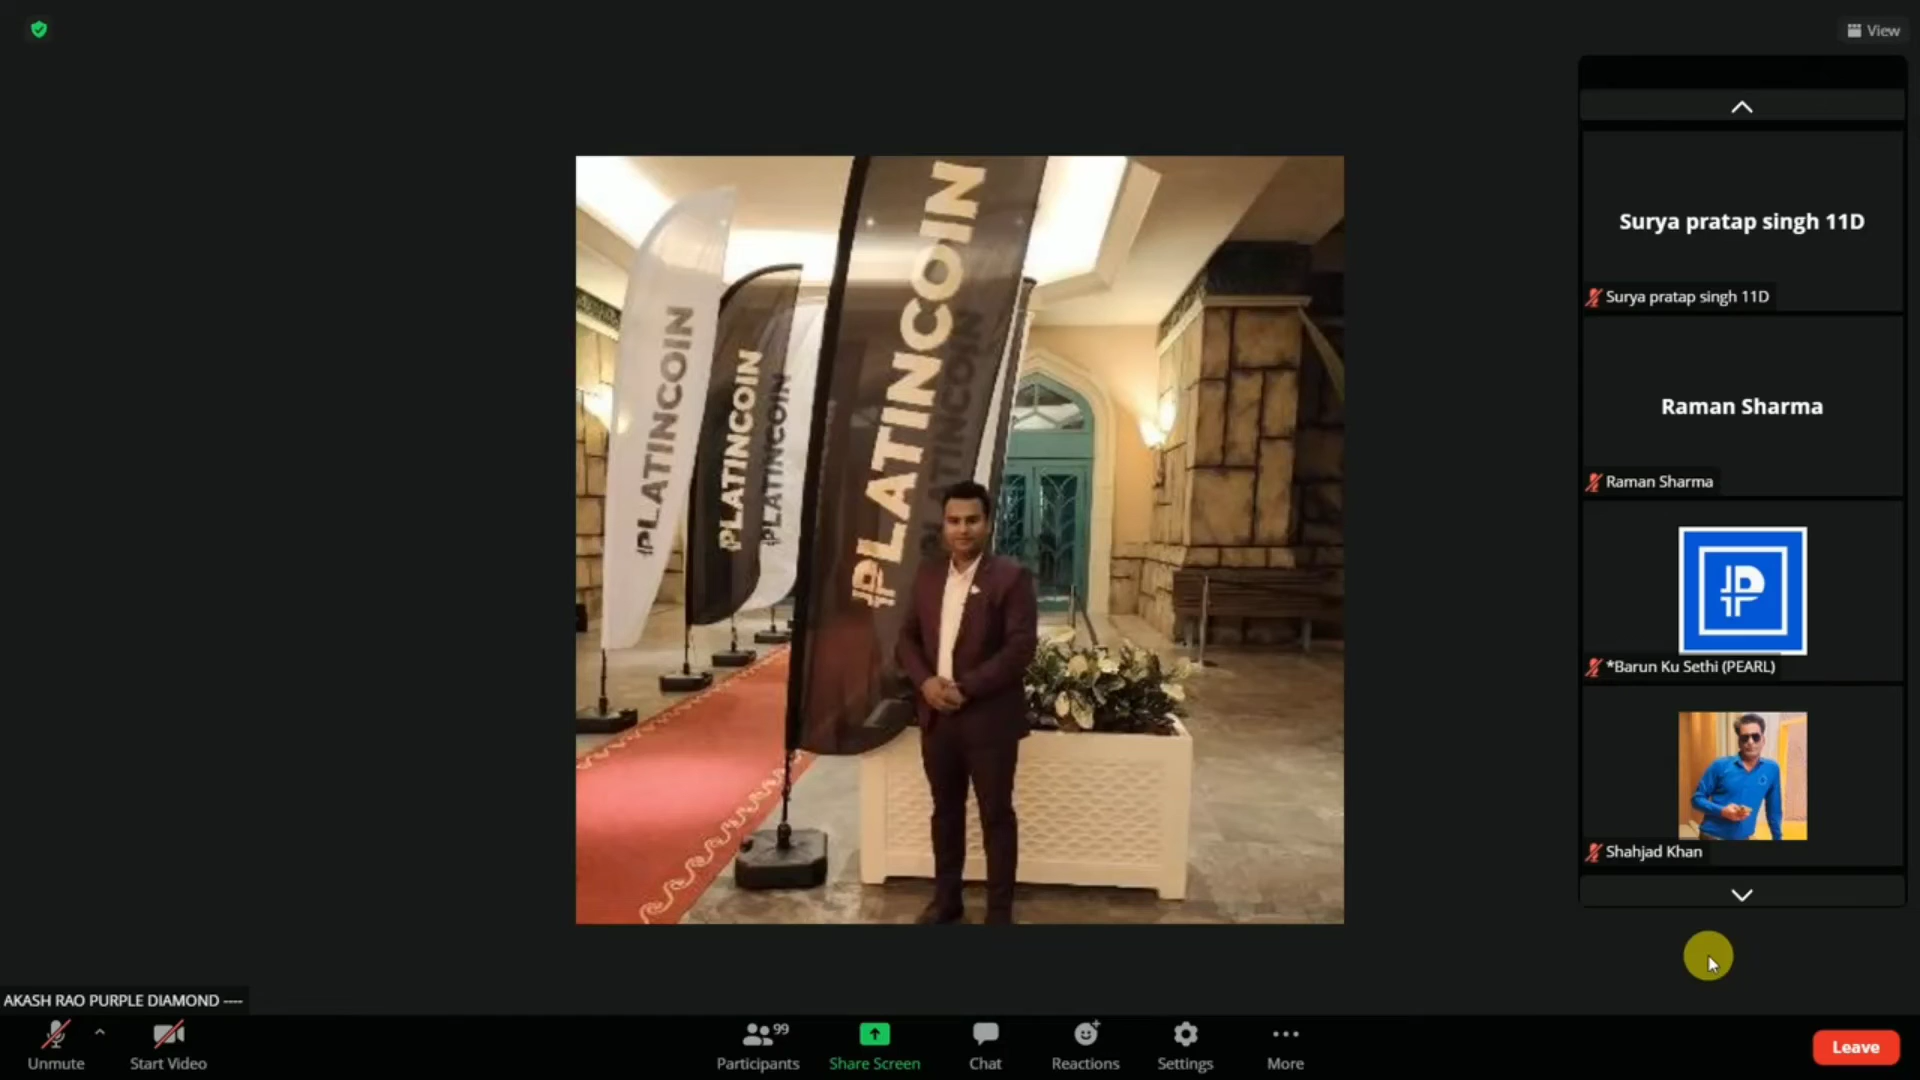 View
PLATINCOIN
PLATINCOIN
PLATINCOIN
PLATINCOIN
PLATINCOIN
Surya pratap singh 11D
Surya pratap singh 11D
Raman Sharma
Raman Sharma
*Barun Ku Sethi (PEARL)
Shahjad Khan
AKASH RAO PURPLE DIAMOND ----
99
Unmute
Start Video
Participants
Share Screen
Chat
Reactions
Settings
More
Leave